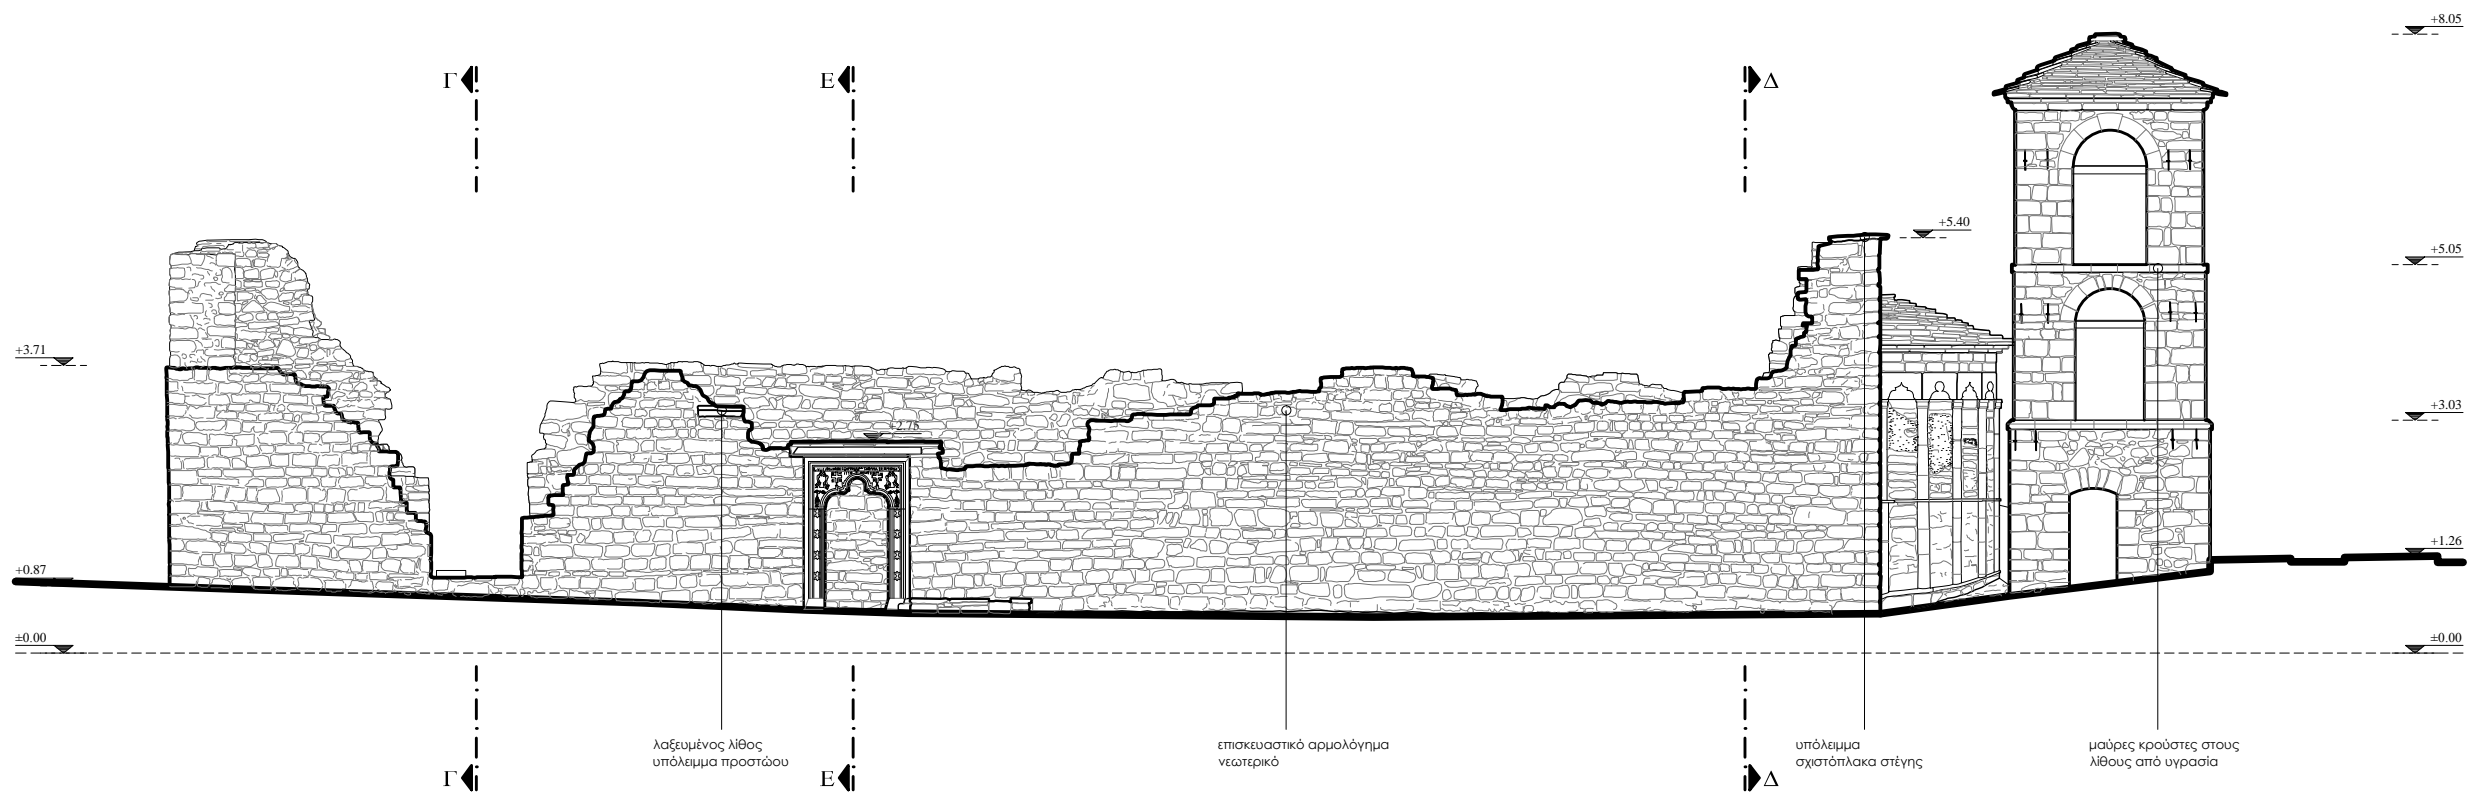 +8.05
Γ
Ε
Δ
+5.40
+5.05
+3.71
+3.03
+2.78
+1.26
+0.87
±0.00
±0.00
λαξευμένος λίθος
υπόλειμμα προστώου
επισκευαστικό αρμολόγημα
νεωτερικό
υπόλειμμα
σχιστόπλακα στέγης
μαύρες κρούστες στους
λίθους από υγρασία
Γ
Ε
Δ